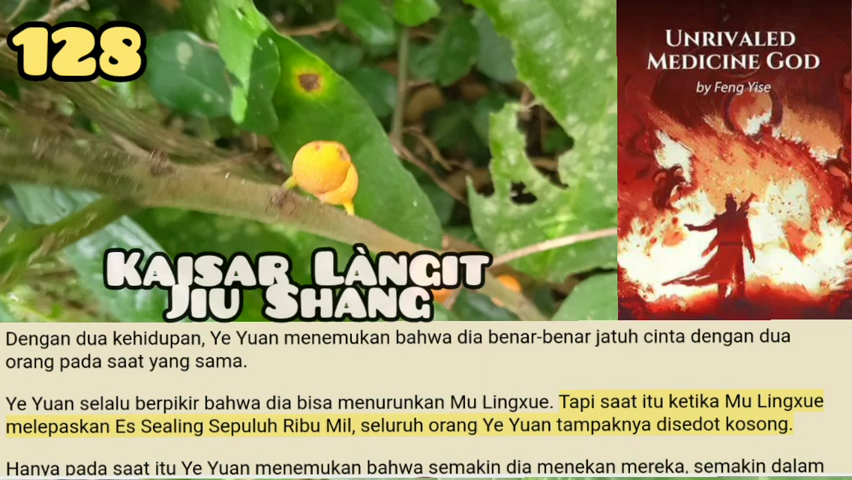 128
UNRIVALED
MEDICINE GOD
by Feng Yise
KAISAR LÀNGIT
JIU SHANG
Dengan dua kehidupan, Ye Yuan menemukan bahwa dia benar-benar jatuh cinta dengan dua
orang pada saat yang sama.
Ye Yuan selalu berpikir bahwa dia bisa menurunkan Mu Lingxue. Tapi saat itu ketika Mu Lingxue
melepaskan Es Sealing Sepuluh Ribu Mil, seluruh orang Ye Yuan tampaknya disedot kosong.
Hanya pada saat itu Ye Yuan menemukan bahwa semakin dia menekan mereka, semakin dalam